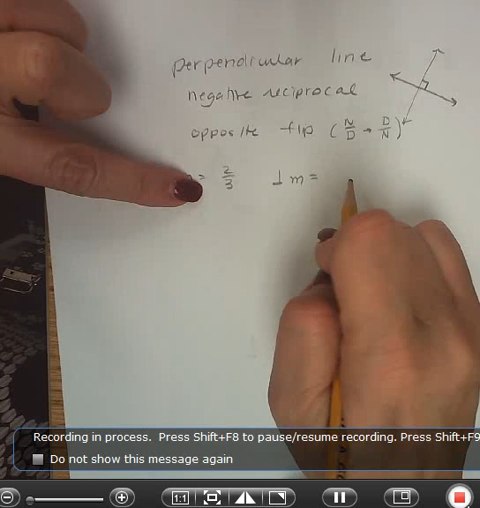 perpendicular line
negative reciprocal
opposite flip (N/D → D/N)
= 2/3 ⊥ m =
Recording in process. Press Shift+F8 to pause/resume recording. Press Shift+F9
Do not show this message again
1:1